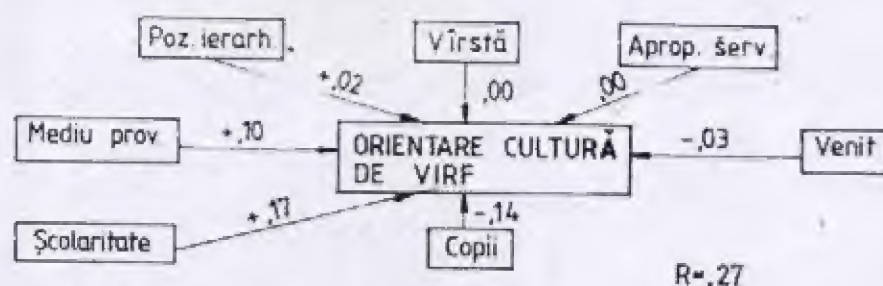 Poz. ierarh.
Vîrstă
Aprop. šerv
+,02
,00
,00
Mediu prov
+,10
ORIENTARE CULTURĂ
DE VIRF
-,03
Venit
+,17
-,14
Școlaritate
Copii
R=,27